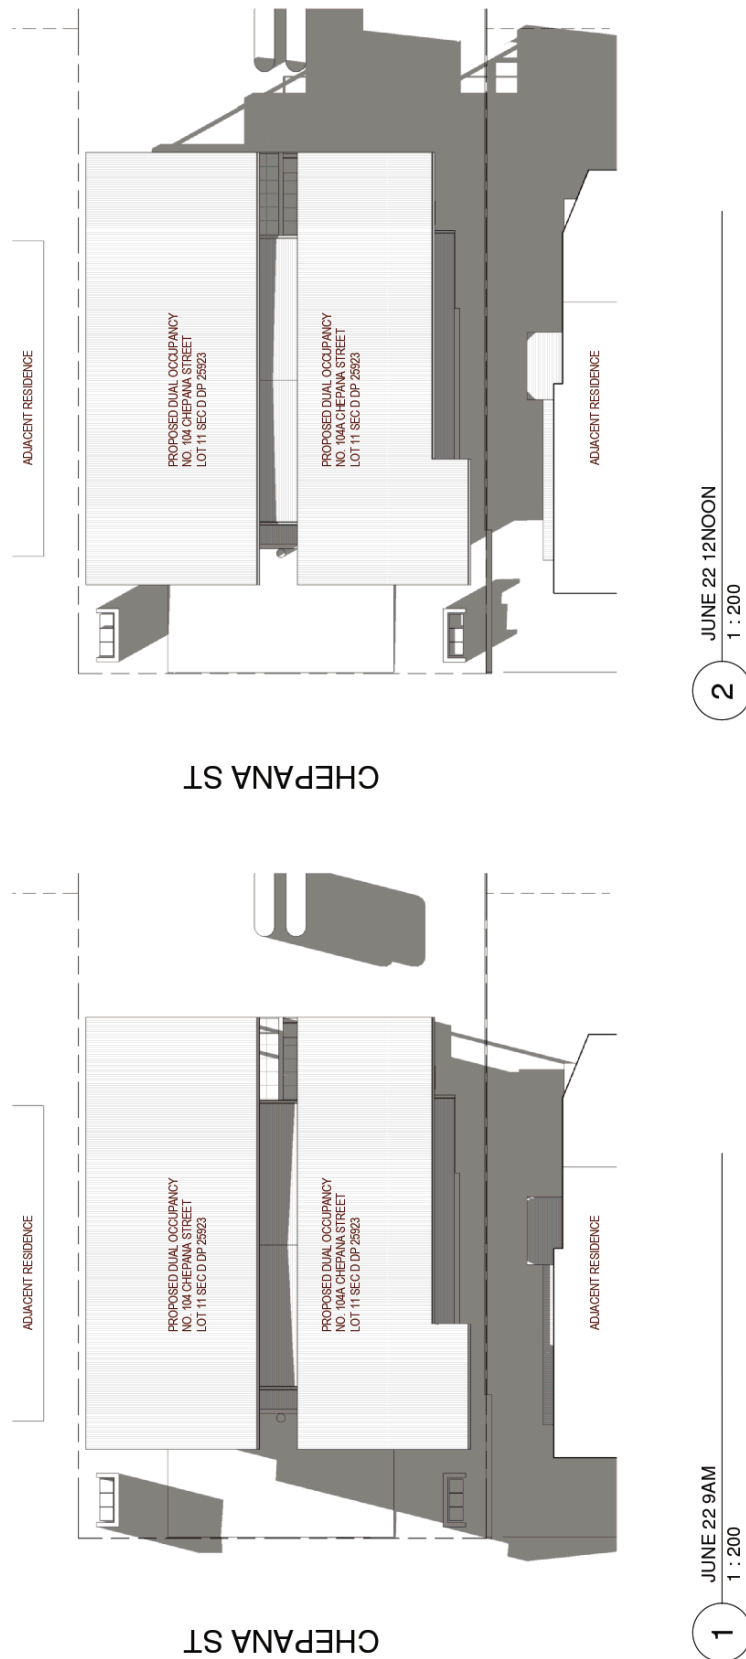 ADJACENT RESIDENCE
PROPOSED DUAL OCCUPANCY
NO. 104 CHEPANA STREET
LOT 11 SEC D DP 25923
PROPOSED DUAL OCCUPANCY
NO. 104A CHEPANA STREET
LOT 11 SEC D DP 25923
ADJACENT RESIDENCE
2
JUNE 22 12NOON
1 : 200
CHEPANA ST
ADJACENT RESIDENCE
PROPOSED DUAL OCCUPANCY
NO. 104 CHEPANA STREET
LOT 11 SEC D DP 25923
PROPOSED DUAL OCCUPANCY
NO. 104A CHEPANA STREET
LOT 11 SEC D DP 25923
ADJACENT RESIDENCE
1
JUNE 22 9AM
1 : 200
CHEPANA ST